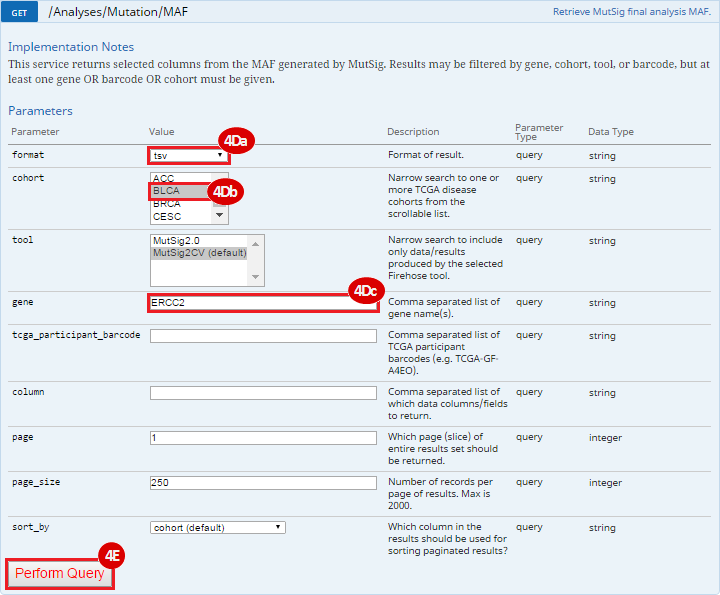 GET /Analyses/Mutation/MAF Retrieve MutSig final analysis MAF.
Implementation Notes
This service returns selected columns from the MAF generated by MutSig. Results may be filtered by gene, cohort, tool, or barcode, but at
least one gene OR barcode OR cohort must be given.
Parameters
Parameter Value Description Parameter Type Data Type
4Da
format tsv Format of result. query string
cohort ACC Narrow search to one or query string
BLCA 4Db more TCGA disease
BRCA cohorts from the
CESC scrollable list.
tool MutSig2.0 Narrow search to include query string
MutSig2CV (default) only data/results
produced by the selected
Firehose tool.
4Dc
gene ERCC2 Comma separated list of query string
gene name(s).
tcga_participant_barcode Comma separated list of query string
TCGA participant
barcodes (e.g. TCGA-GF-
A4EO).
column Comma separated list of query string
which data columns/fields
to return.
page 1 Which page (slice) of query integer
entire results set should
be returned.
page_size 250 Number of records per query integer
page of results. Max is
2000.
sort_by cohort (default) Which column in the query string
results should be used for
sorting paginated results?
4E
Perform Query